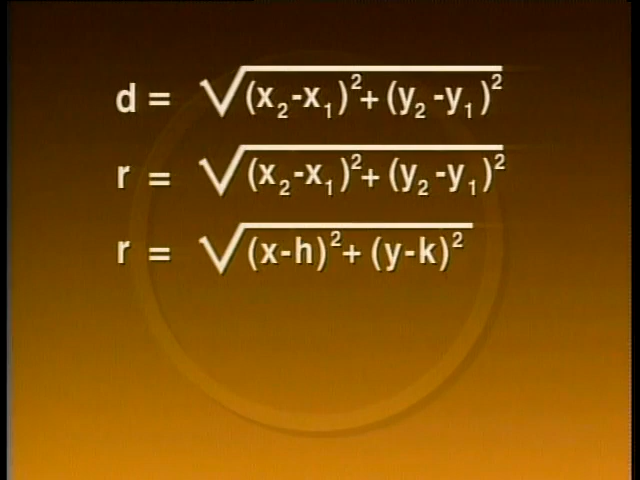 d = √(x₂-x₁)²+(y₂-y₁)²
r = √(x₂-x₁)²+(y₂-y₁)²
r = √(x-h)²+(y-k)²